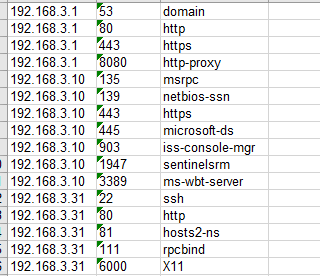 192.168.3.1 53 domain
192.168.3.1 80 http
192.168.3.1 443 https
192.168.3.1 8080 http-proxy
192.168.3.10 135 msrpc
192.168.3.10 139 netbios-ssn
192.168.3.10 443 https
192.168.3.10 445 microsoft-ds
192.168.3.10 903 iss-console-mgr
192.168.3.10 1947 sentinelsrm
192.168.3.10 3389 ms-wbt-server
192.168.3.31 22 ssh
192.168.3.31 80 http
192.168.3.31 81 hosts2-ns
192.168.3.31 111 rpcbind
192.168.3.31 6000 X11